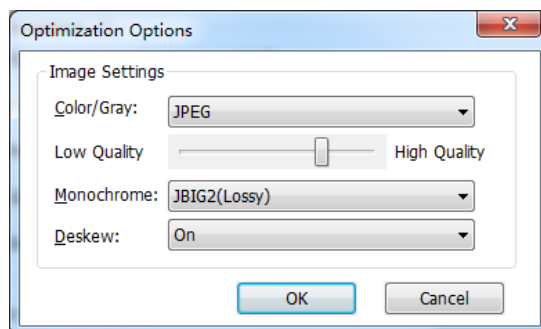 Optimization Options
Image Settings
Color/Gray: JPEG
Low Quality High Quality
Monochrome: JBIG2(Lossy)
Deskew: On
OK Cancel